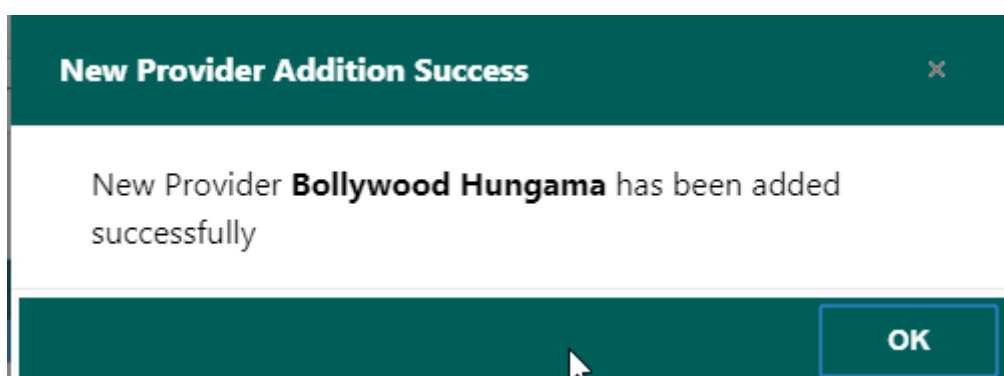 New Provider Addition Success ×
New Provider Bollywood Hungama has been added
successfully
OK